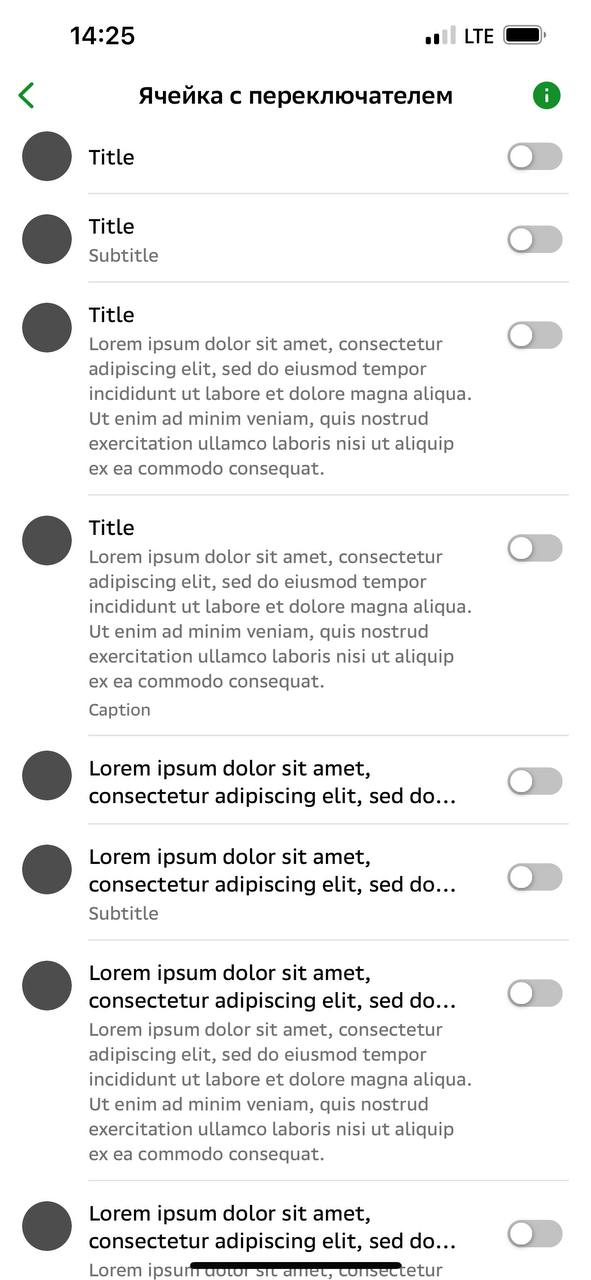 14:25
LTE
Ячейка с переключателем
Title
Title
Subtitle
Title
Lorem ipsum dolor sit amet, consectetur
adipiscing elit, sed do eiusmod tempor
incididunt ut labore et dolore magna aliqua.
Ut enim ad minim veniam, quis nostrud
exercitation ullamco laboris nisi ut aliquip
ex ea commodo consequat.
Title
Lorem ipsum dolor sit amet, consectetur
adipiscing elit, sed do eiusmod tempor
incididunt ut labore et dolore magna aliqua.
Ut enim ad minim veniam, quis nostrud
exercitation ullamco laboris nisi ut aliquip
ex ea commodo consequat.
Caption
Lorem ipsum dolor sit amet,
consectetur adipiscing elit, sed do...
Lorem ipsum dolor sit amet,
consectetur adipiscing elit, sed do...
Subtitle
Lorem ipsum dolor sit amet,
consectetur adipiscing elit, sed do...
Lorem ipsum dolor sit amet, consectetur
adipiscing elit, sed do eiusmod tempor
incididunt ut labore et dolore magna aliqua.
Ut enim ad minim veniam, quis nostrud
exercitation ullamco laboris nisi ut aliquip
ex ea commodo consequat.
Lorem ipsum dolor sit amet,
consectetur adipiscing elit, sed do...
Lorem ipsum dolor sit amet, consectetur